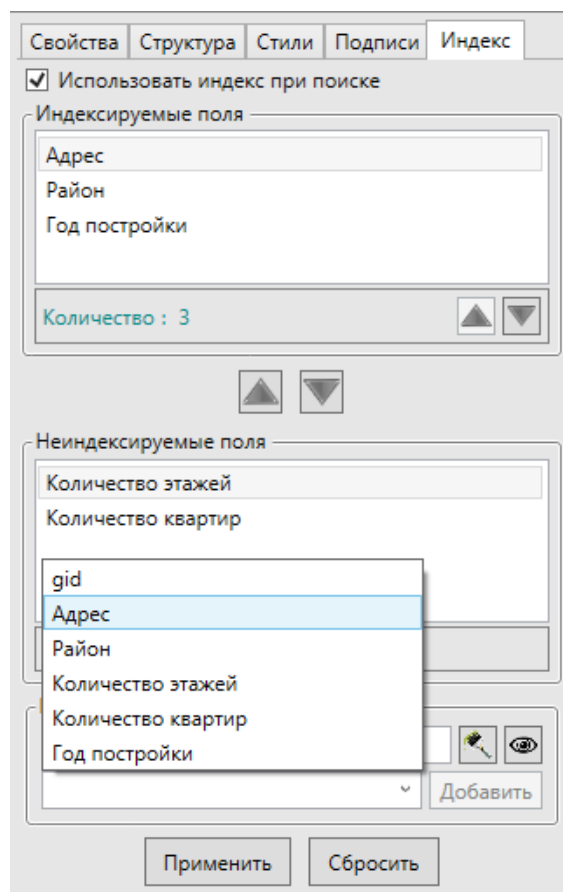 Свойства Структура Стили Подписи Индекс
Использовать индекс при поиске
Индексируемые поля
Адрес
Район
Год постройки
Количество : 3
Неиндексируемые поля
Количество этажей
Количество квартир
gid
Адрес
Район
Количество этажей
Количество квартир
Год постройки
Добавить
Применить Сбросить